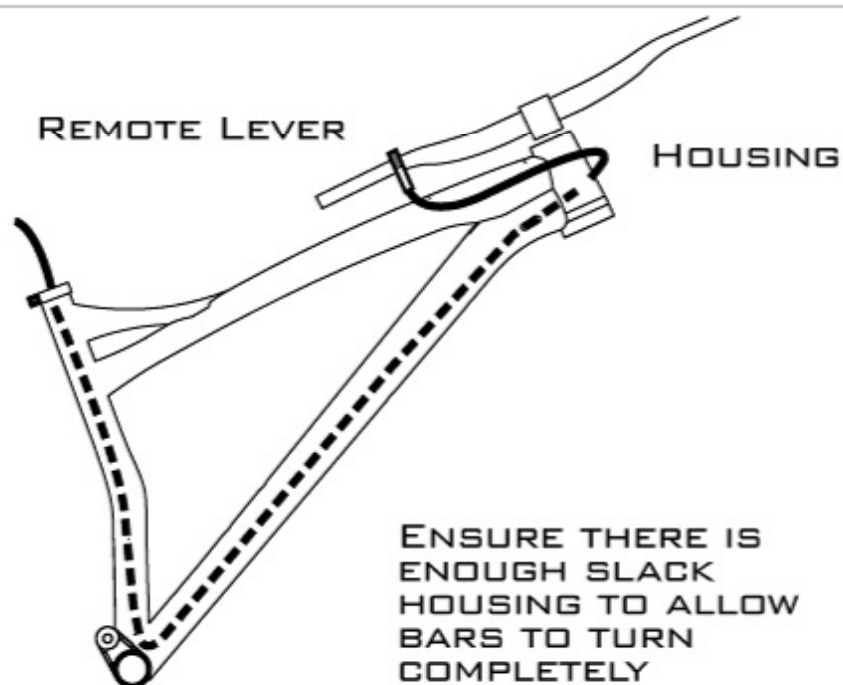 Remote Lever
Housing
Ensure there is
enough slack
housing to allow
bars to turn
completely